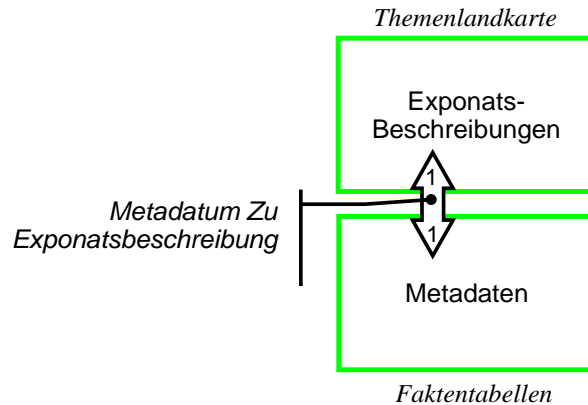 Themenlandkarte
Exponats-
Beschreibungen
1
Metadatum Zu
Exponatsbeschreibung
1
Metadaten
Faktentabellen